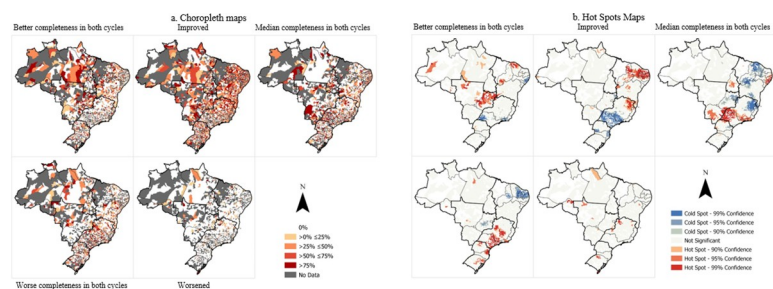 a. Choropleth maps
Better completeness in both cycles
Improved
Median completeness in both cycles
N
0%
>0% ≤25%
>25% ≤50%
>50% ≤75%
>75%
No Data
Worse completeness in both cycles
Worsened
b. Hot Spots Maps
Better completeness in both cycles
Improved
Median completeness in both cycles
N
Cold Spot - 99% Confidence
Cold Spot - 95% Confidence
Cold Spot - 90% Confidence
Not Significant
Hot Spot - 90% Confidence
Hot Spot - 95% Confidence
Hot Spot - 99% Confidence